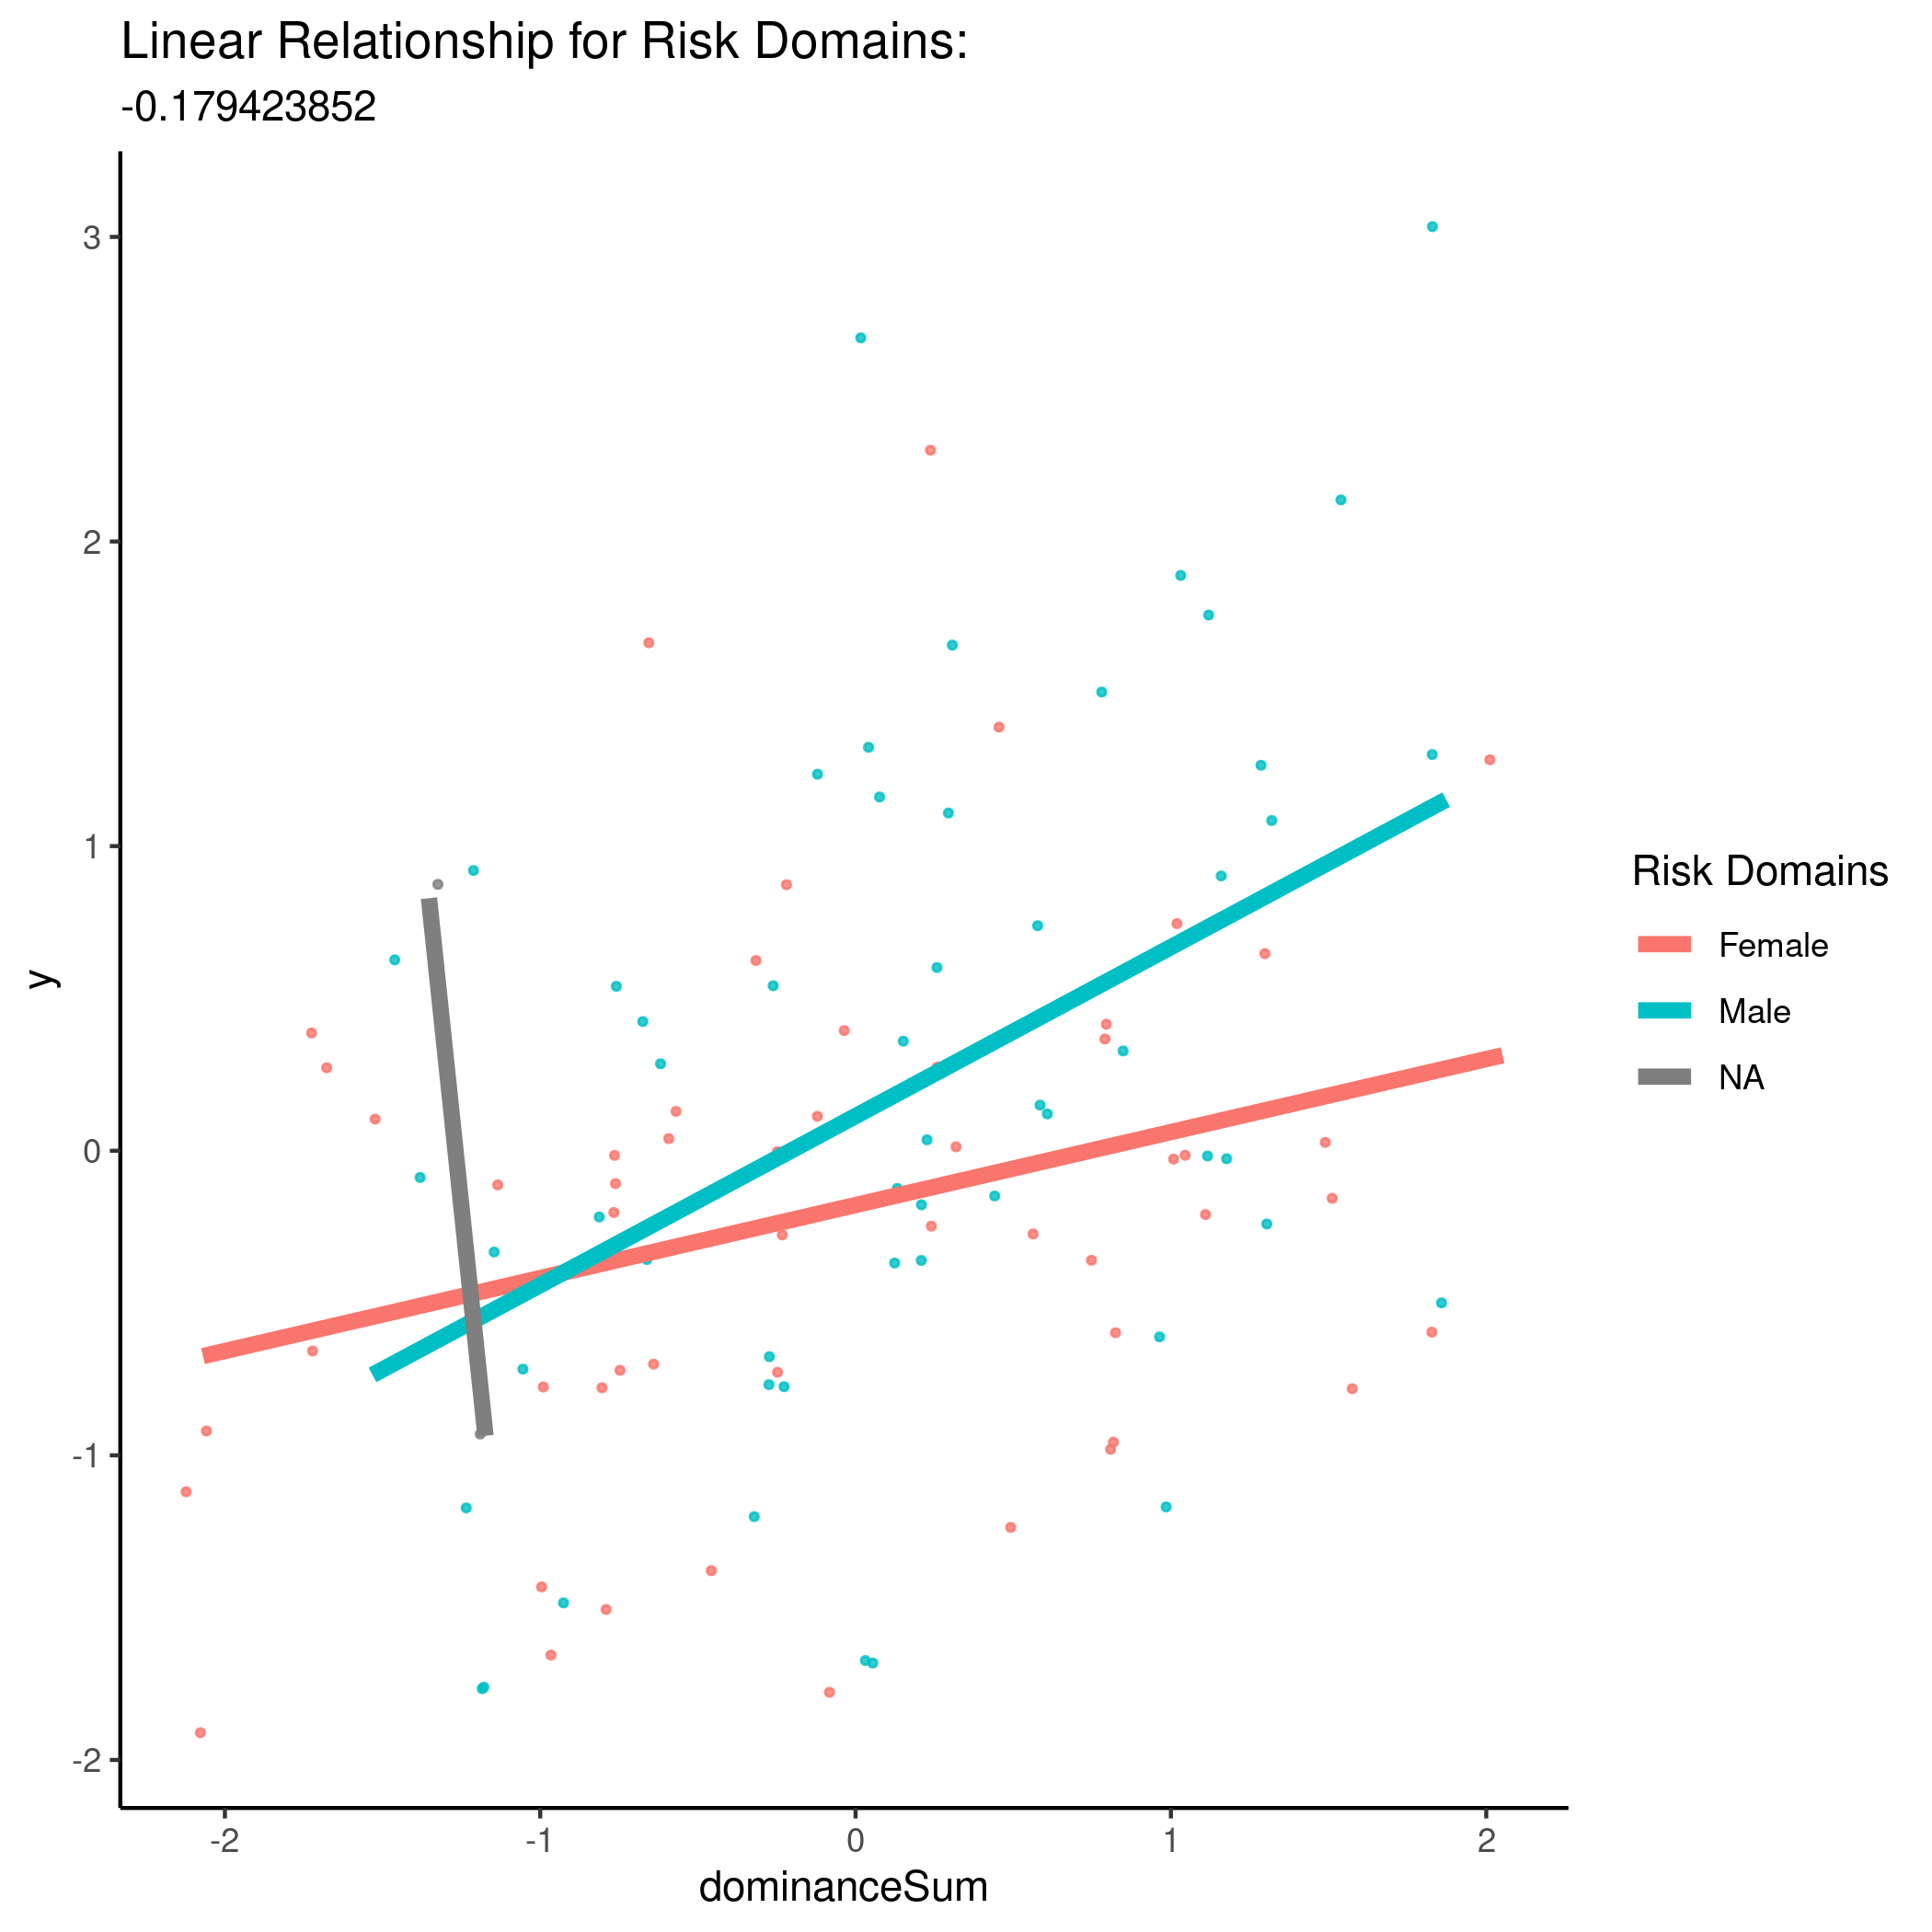 Linear Relationship for Risk Domains:
-0.179423852
3
2
1
0
-1
-2
y
-2
-1
0
1
2
dominanceSum
Risk Domains
Female
Male
NA